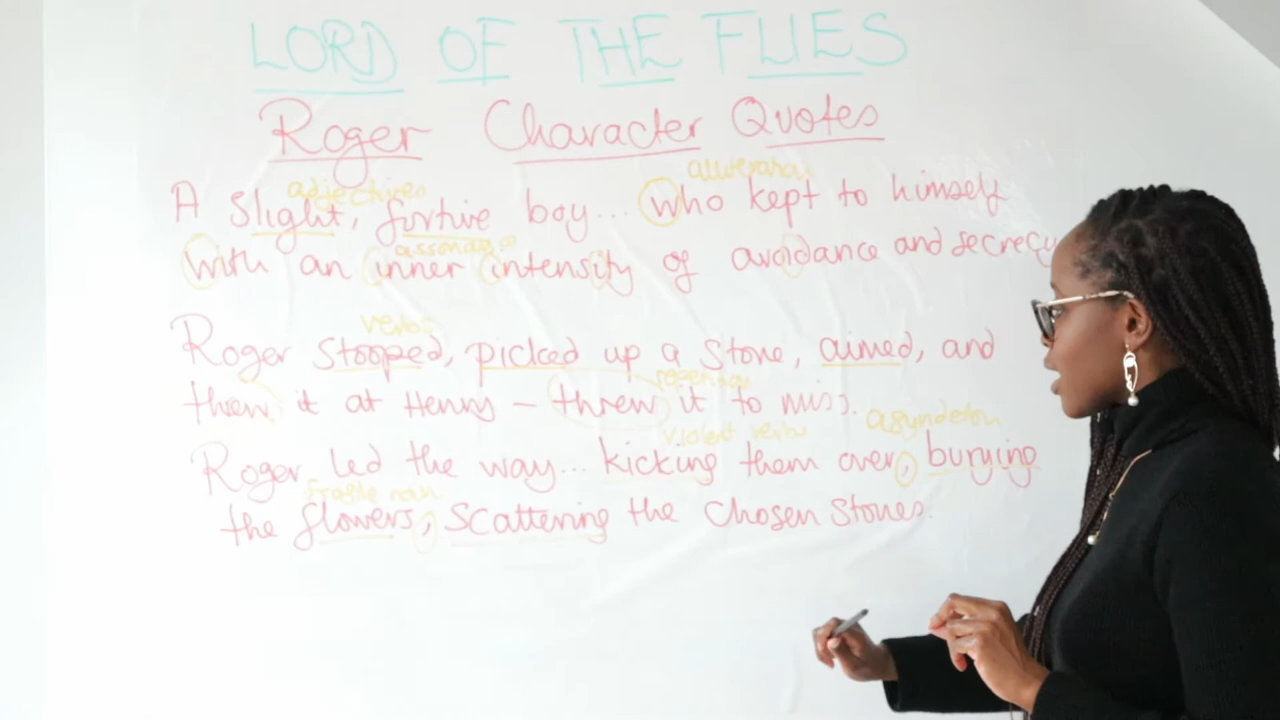 LORD OF THE FLIES
Roger Character Quotes
alliteration
adjectives
A slight, furtive boy... who kept to himself
assonance
with an inner intensity of avoidance and secrecy
verbs
Roger stooped, picked up a stone, aimed, and
repetition
threw it at Henry - threw it to miss.
asyndeton
violent verbs
Roger led the way... kicking them over, burying
fragile noun
the flowers, scattering the chosen stones.